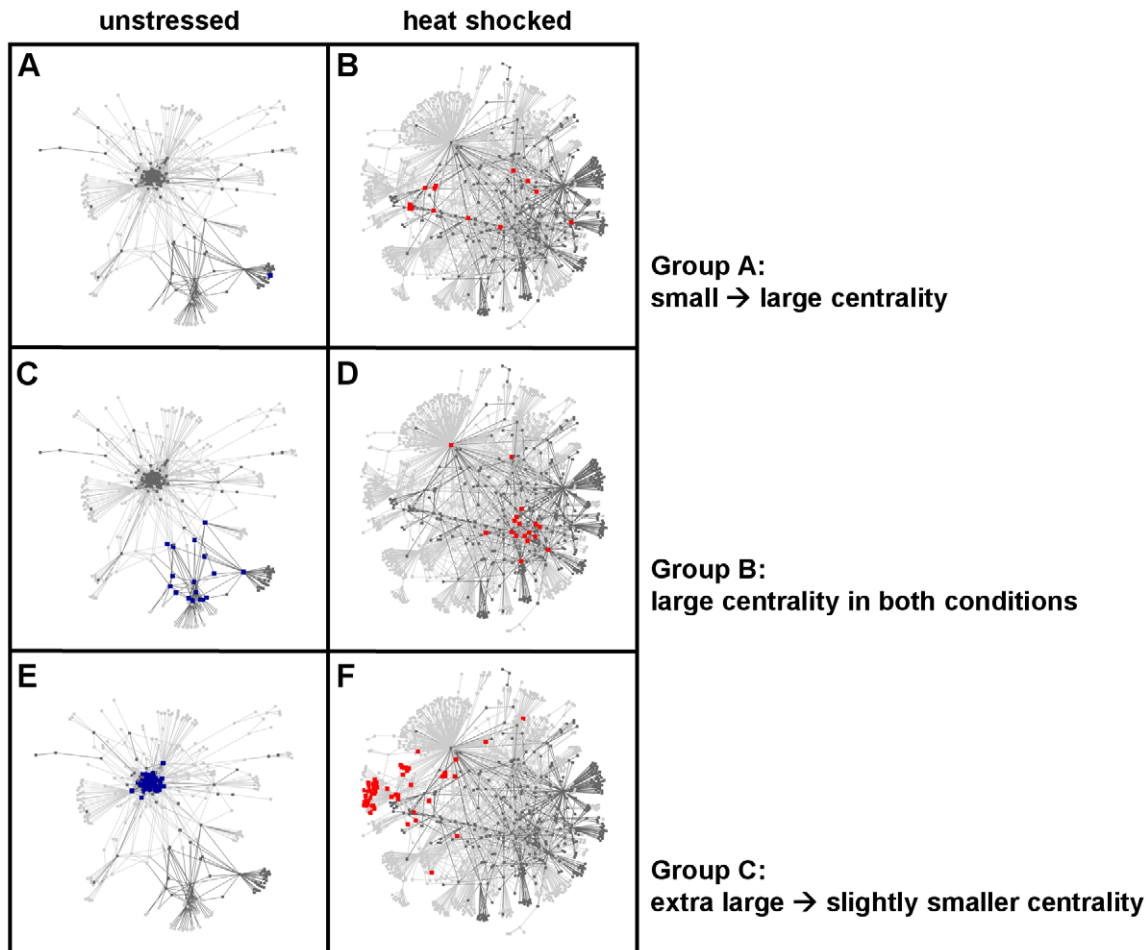 unstressed heat shocked
A B
Group A:
small → large centrality
C D
Group B:
large centrality in both conditions
E F
Group C:
extra large → slightly smaller centrality